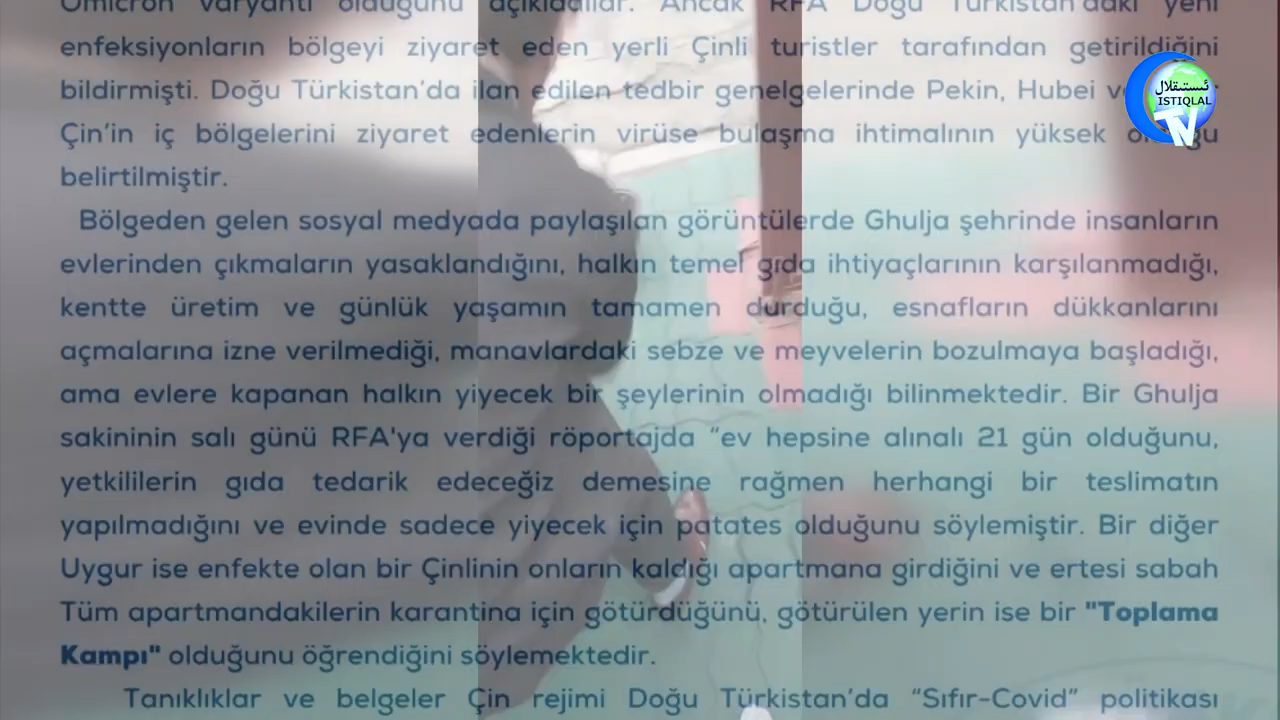 Omicron varyantı olduğunu açıkladılar. Ancak RFA Doğu Türkistan'daki yeni
enfeksiyonların bölgeyi ziyaret eden yerli Çinli turistler tarafından getirildiğini
bildirmişti. Doğu Türkistan’da ilan edilen tedbir genelgelerinde Pekin, Hubei
Çin’in iç bölgelerini ziyaret edenlerin virüse bulaşma ihtimalının yüksek
belirtilmiştir.
Bölgeden gelen sosyal medyada paylaşılan görüntülerde Ghulja şehrinde insanların
evlerinden çıkmaların yasaklandığını, halkın temel gıda ihtiyaçlarının karşılanmadığı,
kentte üretim ve günlük yaşamın tamamen durduğu, esnafların dükkanlarını
açmalarına izne verilmediği, manavlardaki sebze ve meyvelerin bozulmaya başladığı,
ama evlere kapanan halkın yiyecek bir şeylerinin olmadığı bilinmektedir. Bir Ghulja
sakininin salı günü RFA'ya verdiği röportajda “ev hepsine alınalı 21 gün olduğunu,
yetkililerin gıda tedarik edeceğiz demesine rağmen herhangi bir teslimatın
yapılmadığını ve evinde sadece yiyecek için patates olduğunu söylemiştir. Bir diğer
Uygur ise enfekte olan bir Çinlinin onların kaldığı apartmana girdiğini ve ertesi sabah
Tüm apartmandakilerin karantina için götürdüğünü, götürülen yerin ise bir "Toplama
Kampı" olduğunu öğrendiğini söylemektedir.
Tanıklıklar ve belgeler Çin rejimi Doğu Türkistan’da “Sıfır-Covid” politikası
ئىستىقلال
ISTIQLAL
TV